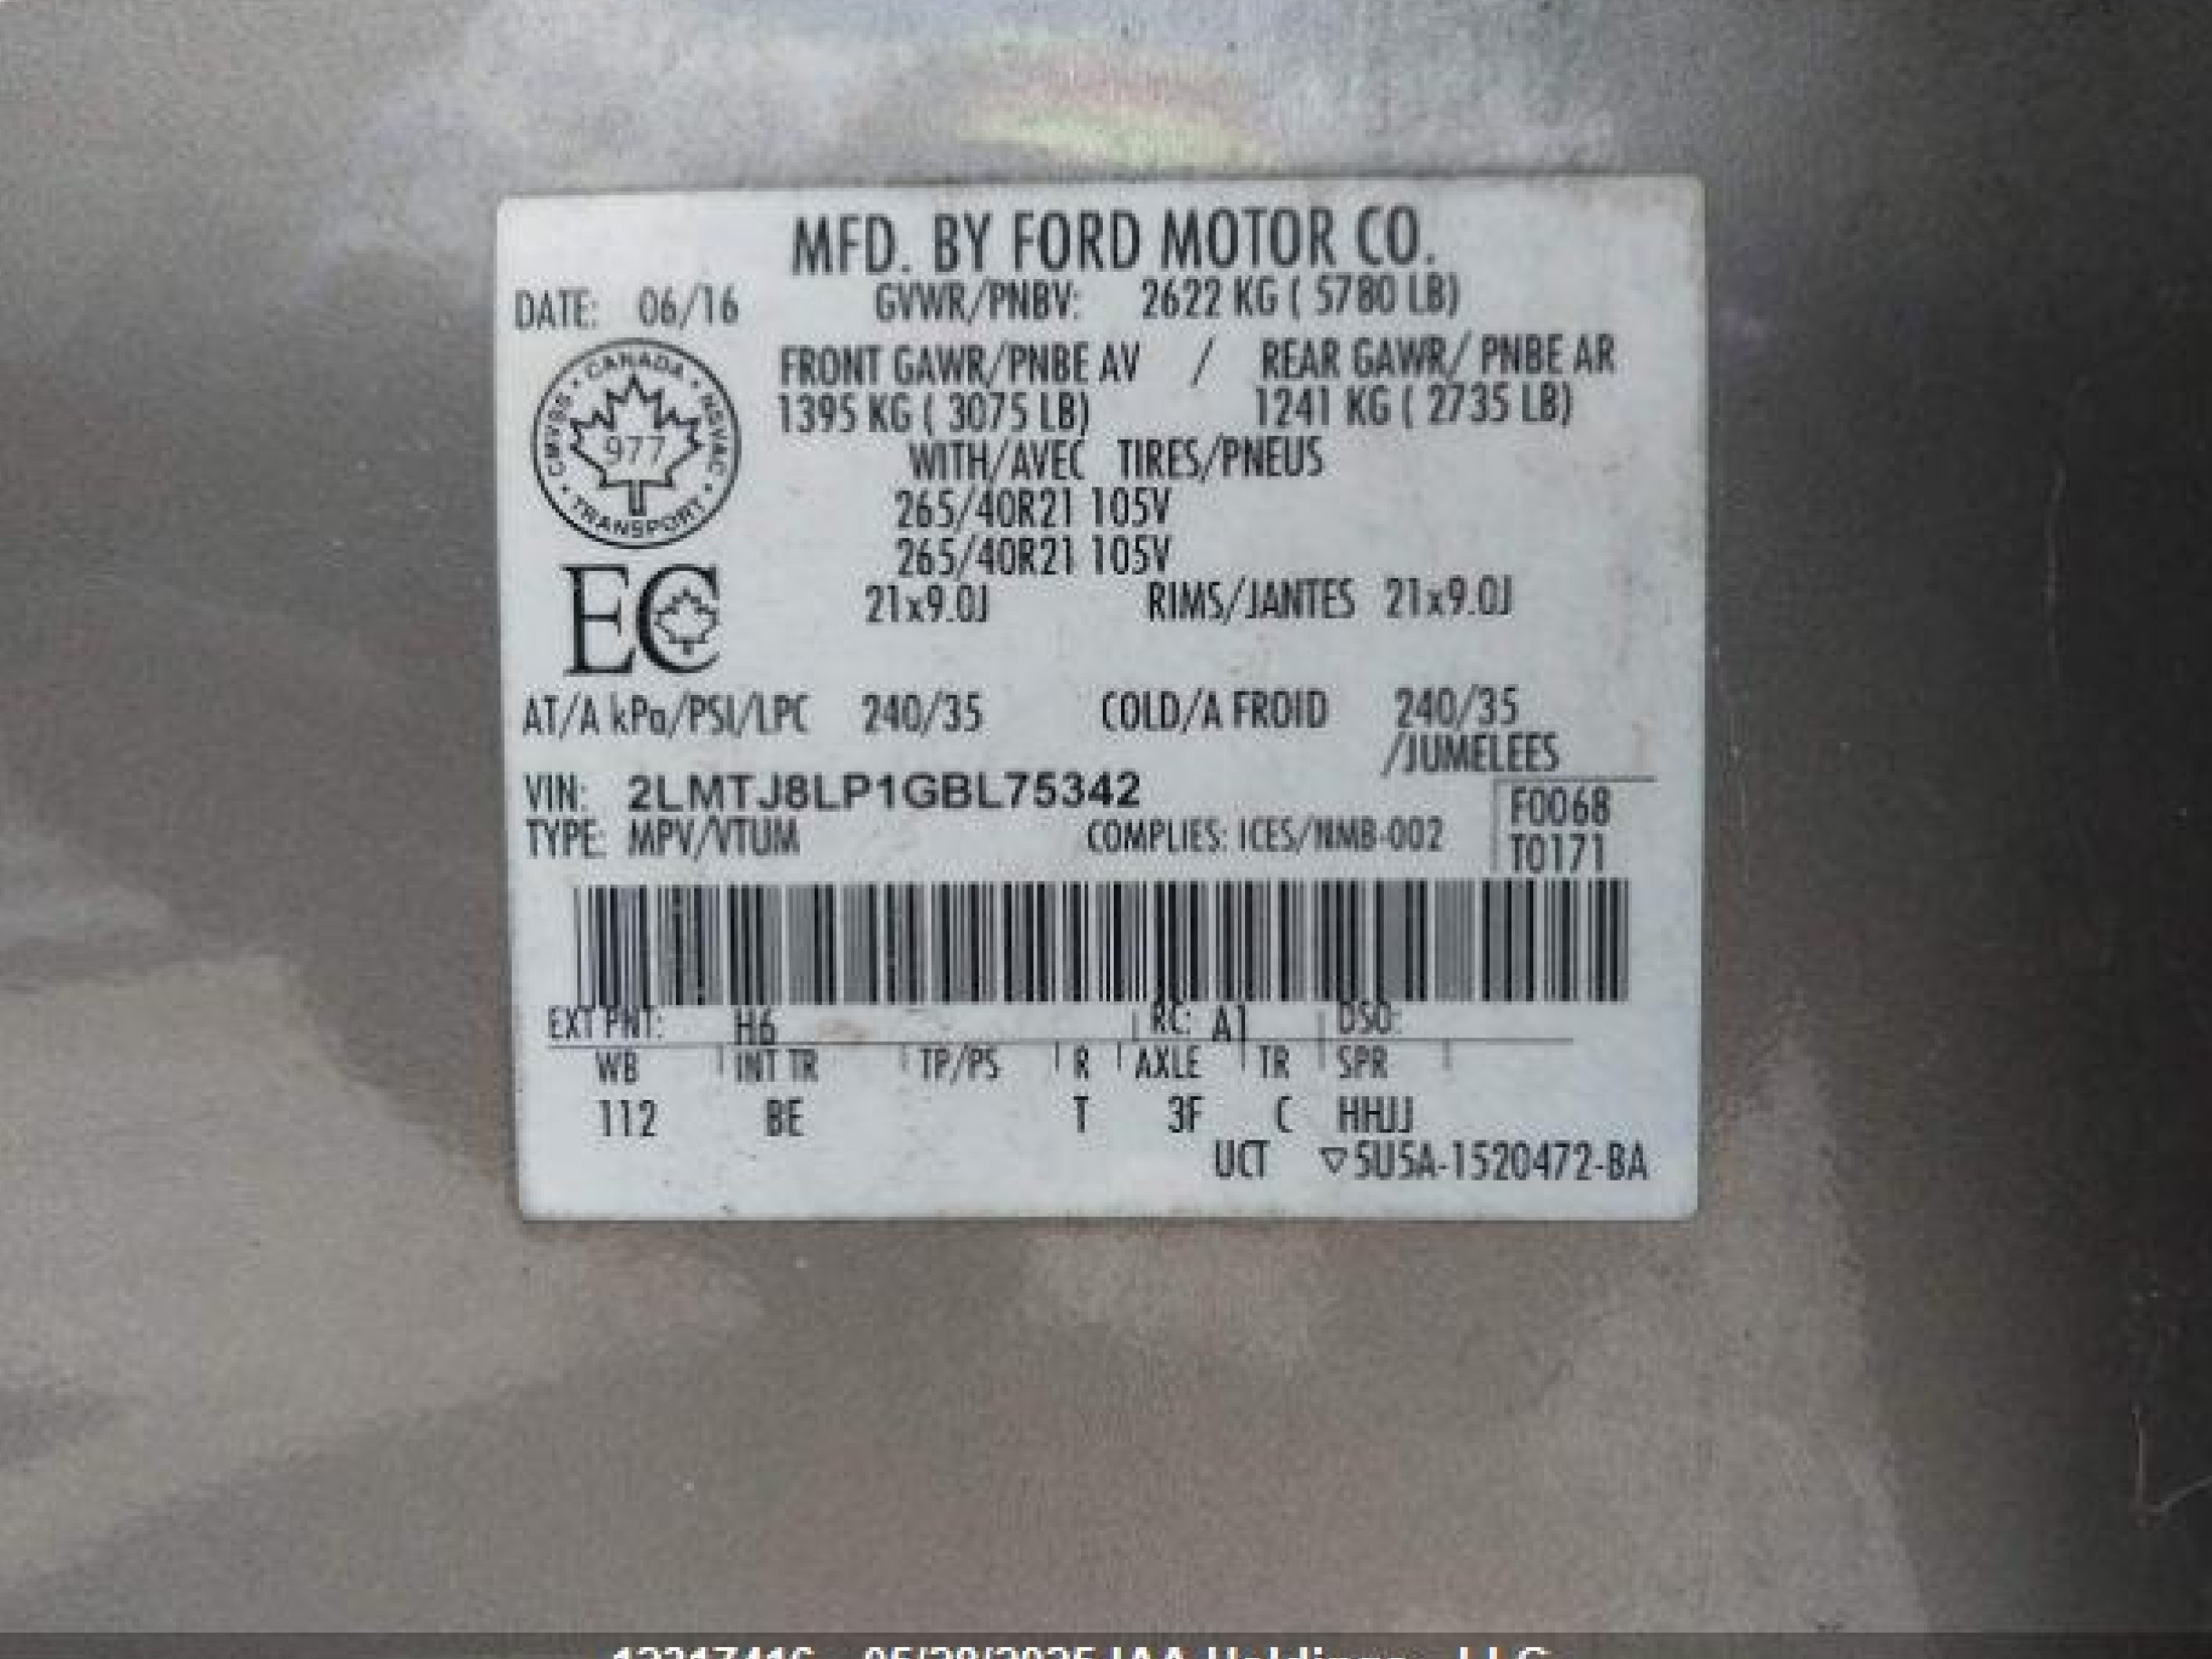 MFD. BY FORD MOTOR CO.
DATE: 06/16 GVWR/PNBV: 2622 KG ( 5780 LB)
FRONT GAWR/PNBE AV / REAR GAWR/ PNBE AR
1395 KG ( 3075 LB) 1241 KG ( 2735 LB)
CANADA · NSVAC · TRANSPORT · CMVSS ·
977
WITH/AVEC TIRES/PNEUS
265/40R21 105V
265/40R21 105V
EC
21x9.0J RIMS/JANTES 21x9.0J
AT/A kPa/PSI/LPC 240/35 COLD/A FROID 240/35
/JUMELEES
VIN: 2LMTJ8LP1GBL75342
F0068
TYPE: MPV/VTUM COMPLIES: ICES/NMB-002
T0171
EXT PNT: H6 RC: A1 DSO:
WB INT TR TP/PS R AXLE TR SPR
112 BE T 3F C HHJJ
UCT ▽5U5A-1520472-BA